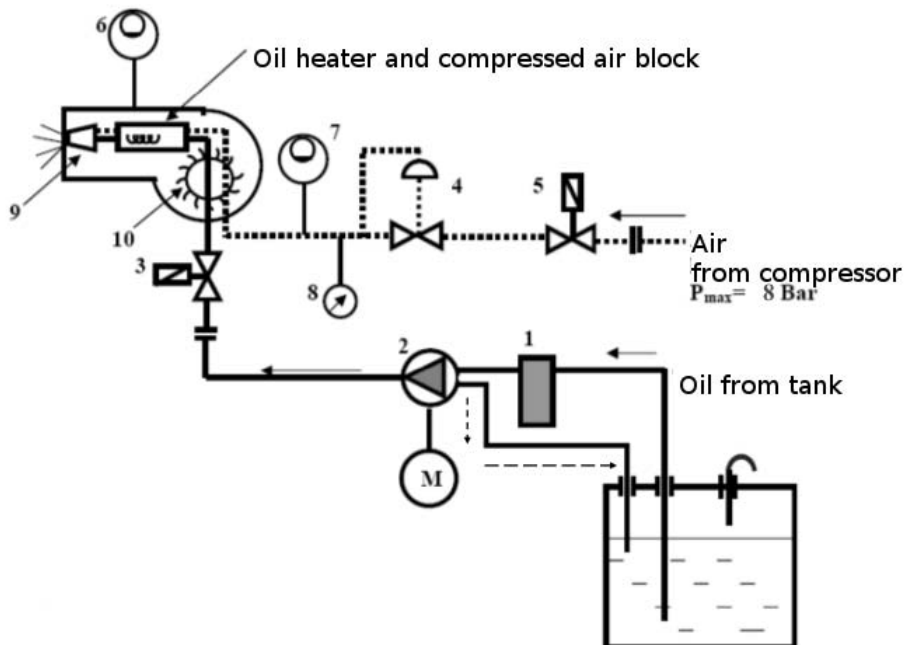 6
Oil heater and compressed air block
7
4
5
9
10
Air
from compressor
3
8
Pmax= 8 Bar
2
1
Oil from tank
M